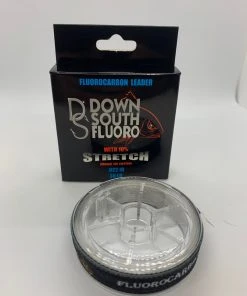 FLUOROCARBON LEADER
DS
DOWN
SOUTH
FLUORO
WITH 10%
STRETCH
FLUOROCARBON